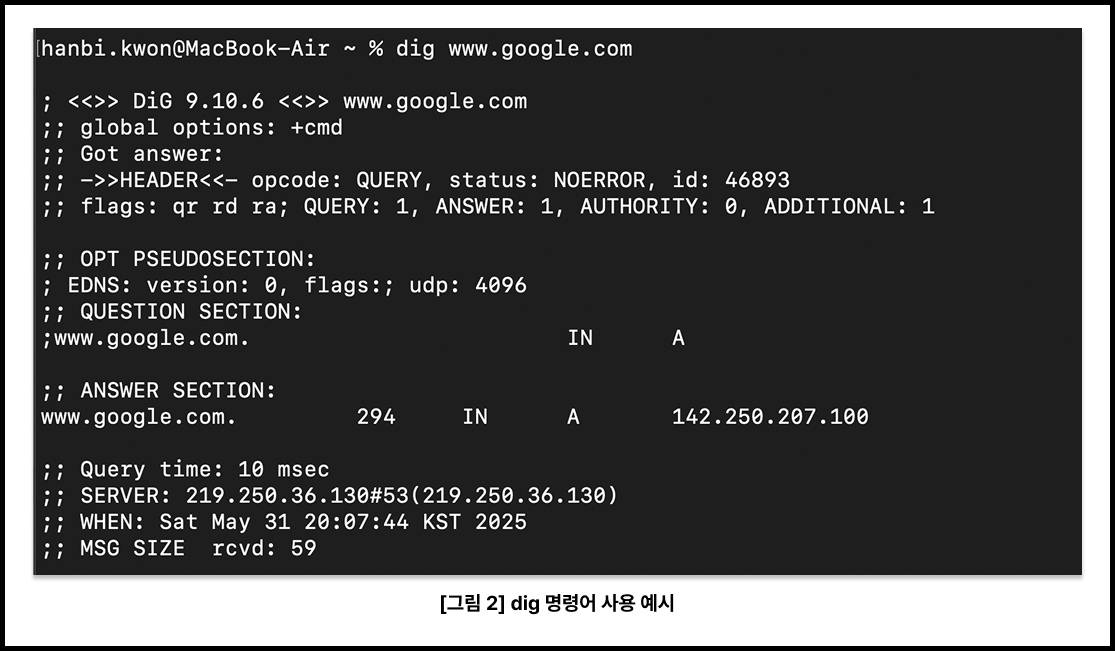 [hanbi.kwon@MacBook-Air ~ % dig www.google.com
; <<>> DiG 9.10.6 <<>> www.google.com
;; global options: +cmd
;; Got answer:
;; ->>HEADER<<- opcode: QUERY, status: NOERROR, id: 46893
;; flags: qr rd ra; QUERY: 1, ANSWER: 1, AUTHORITY: 0, ADDITIONAL: 1
;; OPT PSEUDOSECTION:
; EDNS: version: 0, flags:; udp: 4096
;; QUESTION SECTION:
;www.google.com. IN A
;; ANSWER SECTION:
www.google.com. 294 IN A 142.250.207.100
;; Query time: 10 msec
;; SERVER: 219.250.36.130#53(219.250.36.130)
;; WHEN: Sat May 31 20:07:44 KST 2025
;; MSG SIZE  rcvd: 59
[그림 2] dig 명령어 사용 예시